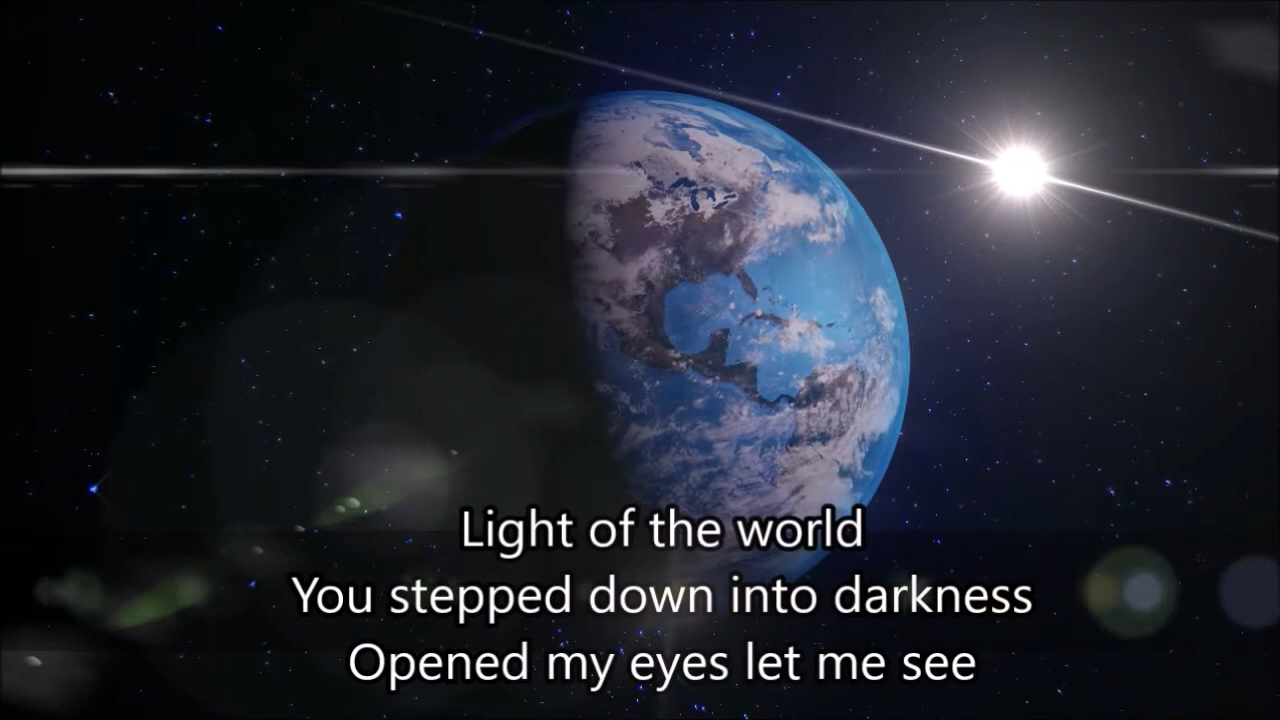 Light of the world
You stepped down into darkness
Opened my eyes let me see